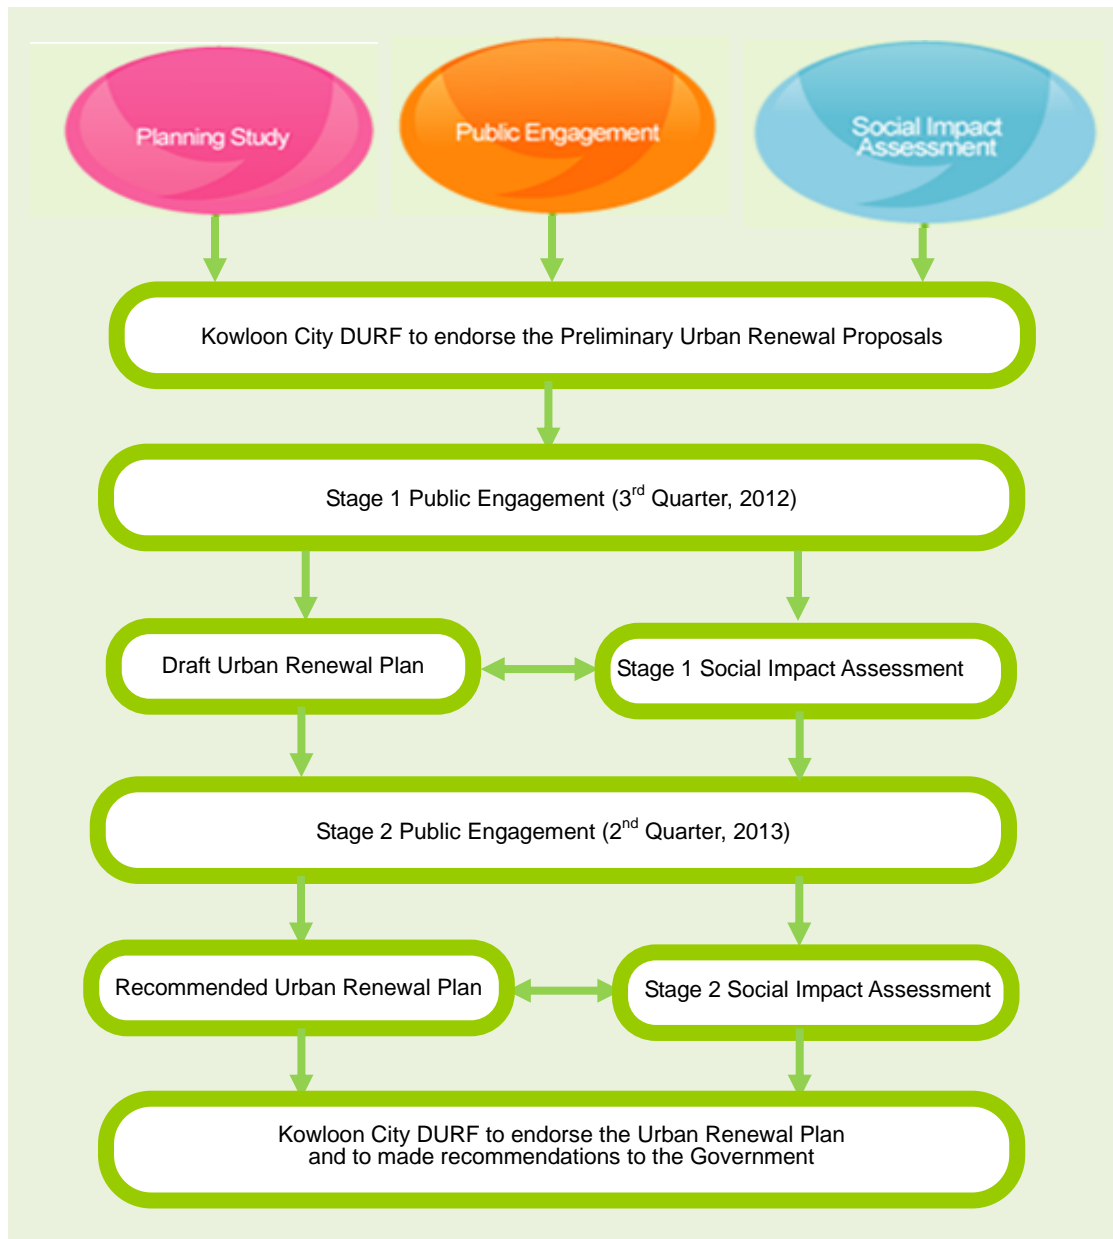 Planning Study
Public Engagement
Social Impact
Assessment
Kowloon City DURF to endorse the Preliminary Urban Renewal Proposals
Stage 1 Public Engagement (3rd Quarter, 2012)
Draft Urban Renewal Plan
Stage 1 Social Impact Assessment
Stage 2 Public Engagement (2nd Quarter, 2013)
Recommended Urban Renewal Plan
Stage 2 Social Impact Assessment
Kowloon City DURF to endorse the Urban Renewal Plan
and to made recommendations to the Government